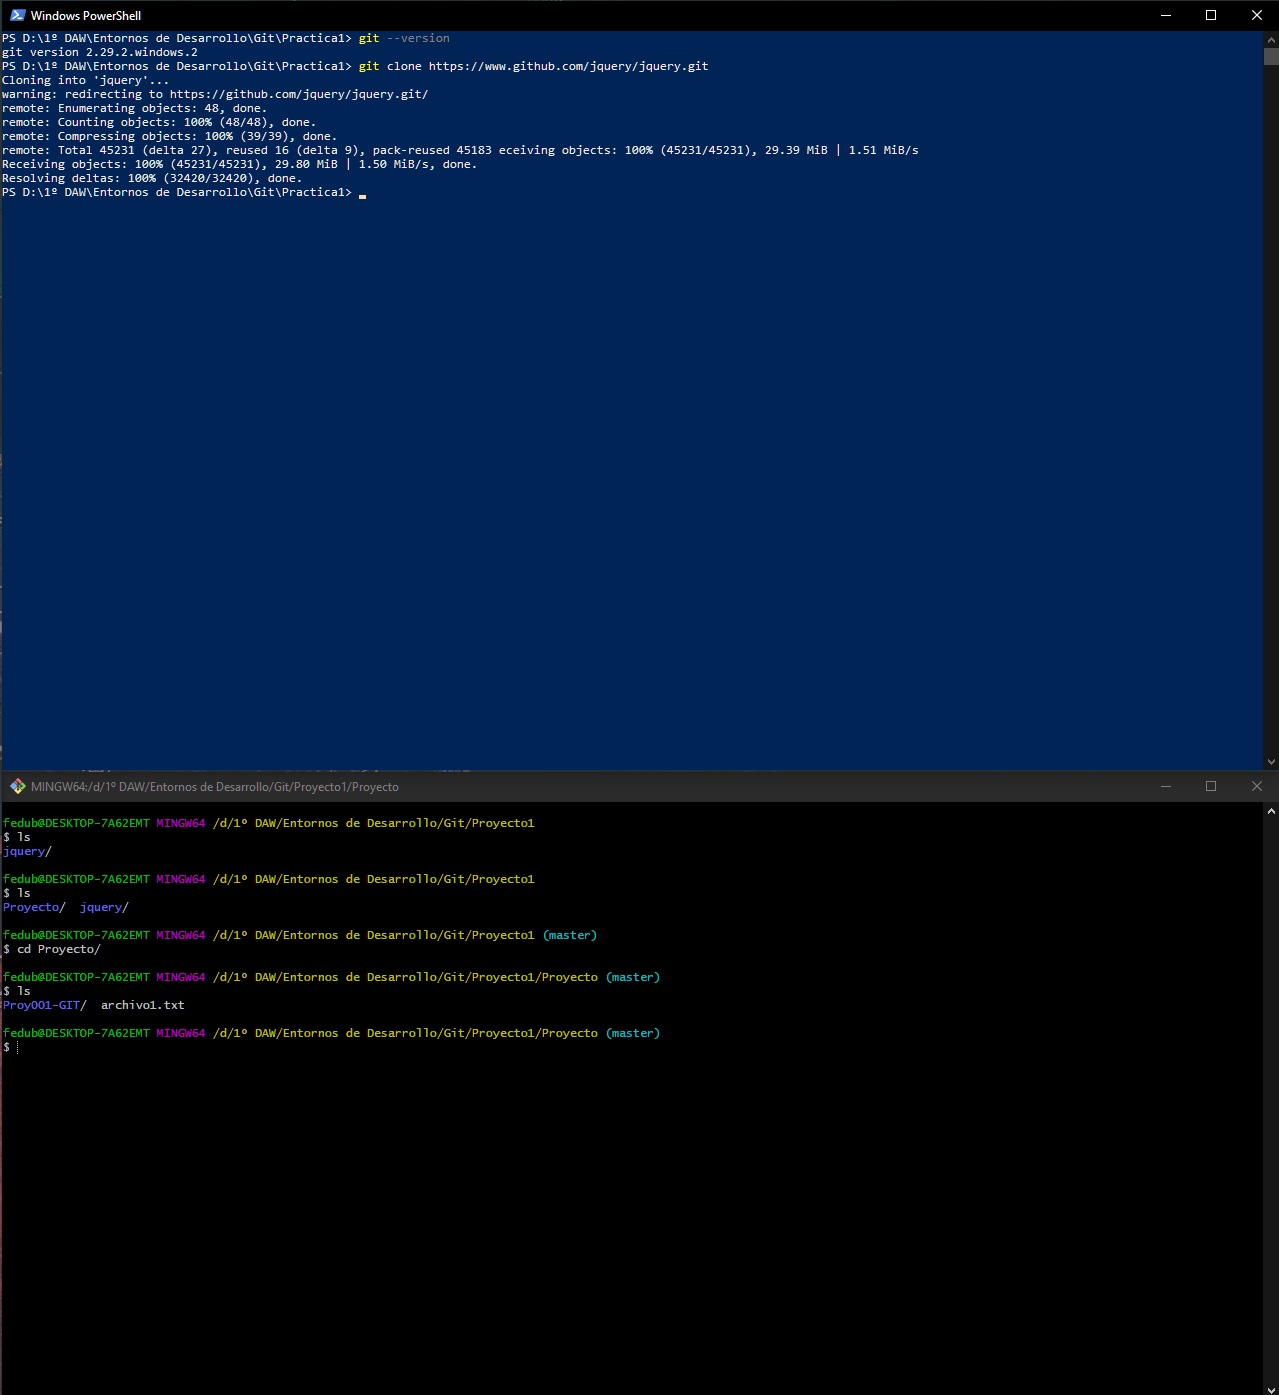 Windows PowerShell
PS D:\1º DAW\Entornos de Desarrollo\Git\Practica1> git --version
git version 2.29.2.windows.2
PS D:\1º DAW\Entornos de Desarrollo\Git\Practica1> git clone https://www.github.com/jquery/jquery.git
Cloning into 'jquery'...
warning: redirecting to https://github.com/jquery/jquery.git/
remote: Enumerating objects: 48, done.
remote: Counting objects: 100% (48/48), done.
remote: Compressing objects: 100% (39/39), done.
remote: Total 45231 (delta 27), reused 16 (delta 9), pack-reused 45183 eceiving objects: 100% (45231/45231), 29.39 MiB | 1.51 MiB/s
Receiving objects: 100% (45231/45231), 29.80 MiB | 1.50 MiB/s, done.
Resolving deltas: 100% (32420/32420), done.
PS D:\1º DAW\Entornos de Desarrollo\Git\Practica1>
MINGW64:/d/1º DAW/Entornos de Desarrollo/Git/Proyecto1/Proyecto
fedub@DESKTOP-7A62EMT MINGW64 /d/1º DAW/Entornos de Desarrollo/Git/Proyecto1
$ ls
jquery/
fedub@DESKTOP-7A62EMT MINGW64 /d/1º DAW/Entornos de Desarrollo/Git/Proyecto1
$ ls
Proyecto/  jquery/
fedub@DESKTOP-7A62EMT MINGW64 /d/1º DAW/Entornos de Desarrollo/Git/Proyecto1 (master)
$ cd Proyecto/
fedub@DESKTOP-7A62EMT MINGW64 /d/1º DAW/Entornos de Desarrollo/Git/Proyecto1/Proyecto (master)
$ ls
Proy001-GIT/  archivo1.txt
fedub@DESKTOP-7A62EMT MINGW64 /d/1º DAW/Entornos de Desarrollo/Git/Proyecto1/Proyecto (master)
$